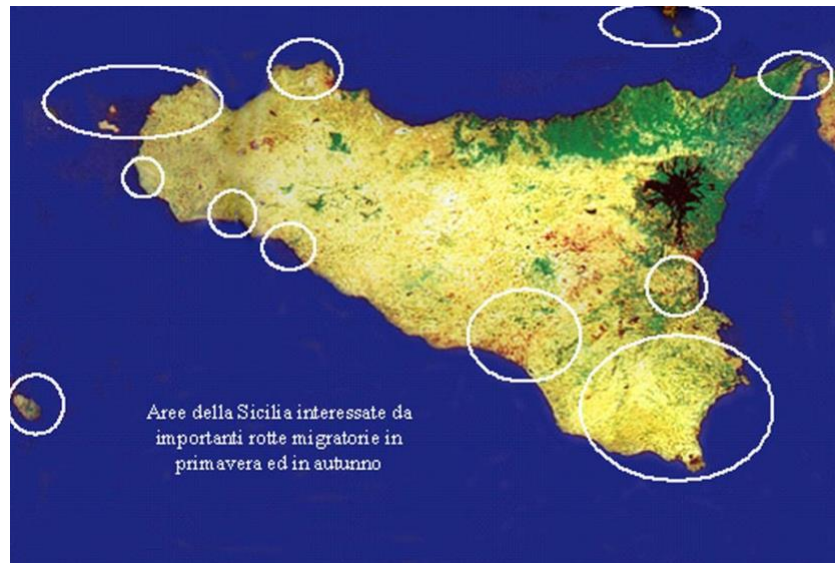 Aree della Sicilia interessate da
importanti rotte migratorie in
primavera ed in autunno